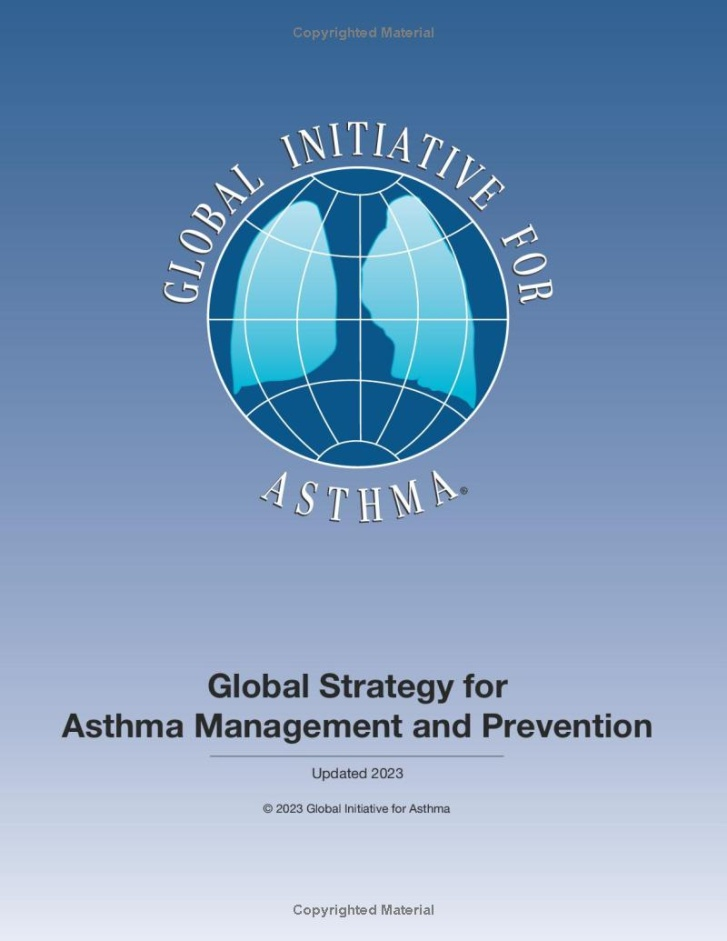 Copyrighted Material
GLOBAL INITIATIVE FOR
ASTHMA®
Global Strategy for
Asthma Management and Prevention
Updated 2023
© 2023 Global Initiative for Asthma
Copyrighted Material